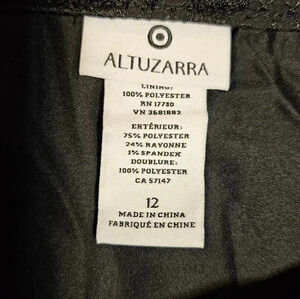 ALTUZARRA
LINING:
100% POLYESTER
RN 17730
VN 3681882
EXTÉRIEUR:
75% POLYESTER
24% RAYONNE
1% SPANDEX
DOUBLURE:
100% POLYESTER
CA 57147
12
MADE IN CHINA
FABRIQUÉ EN CHINE